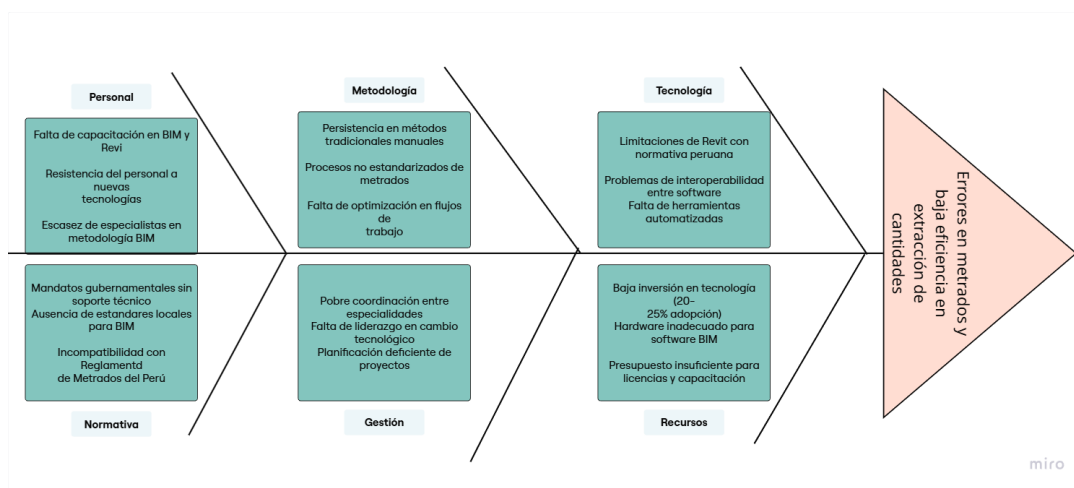 Personal
Falta de capacitación en BIM y
Revi
Resistencia del personal a
nuevas
tecnologías
Escasez de especialistas en
metodología BIM
Metodología
Persistencia en métodos
tradicionales manuales
Procesos no estandarizados de
metrados
Falta de optimización en flujos
de
trabajo
Tecnología
Limitaciones de Revit con
normativa peruana
Problemas de interoperabilidad
entre software
Falta de herramientas
automatizadas
Mandatos gubernamentales sin
soporte técnico
Ausencia de estandares locales
para BIM
Incompatibilidad con
Reglamentd
de Metrados del Perú
Normativa
Pobre coordinación entre
especialidades
Falta de liderazgo en cambio
tecnológico
Planificación deficiente de
proyectos
Gestión
Baja inversión en tecnología
(20-
25% adopción)
Hardware inadecuado para
software BIM
Presupuesto insuficiente para
licencias y capacitación
Recursos
Errores en metrados y
baja eficiencia en
extracción de
cantidades
miro